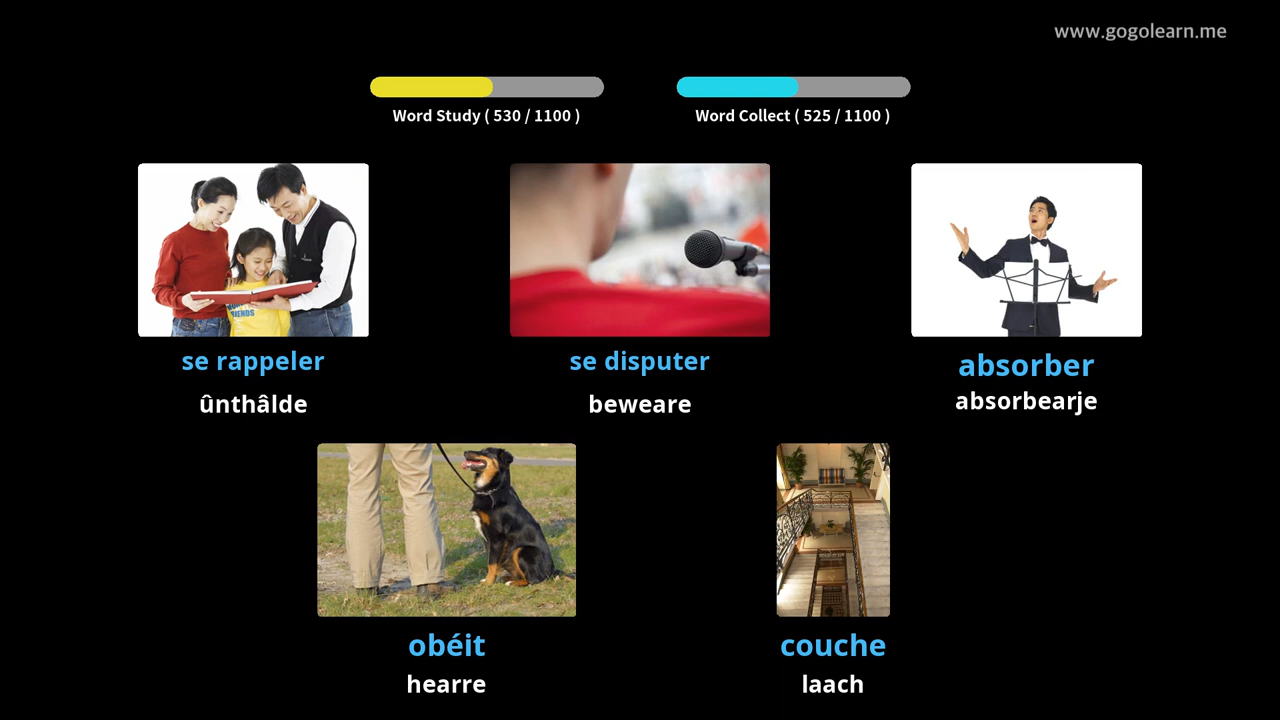 www.gogolearn.me
Word Study ( 530 / 1100 )
Word Collect ( 525 / 1100 )
se rappeler
ûnthâlde
se disputer
beweare
absorber
absorbearje
obéit
hearre
couche
laach